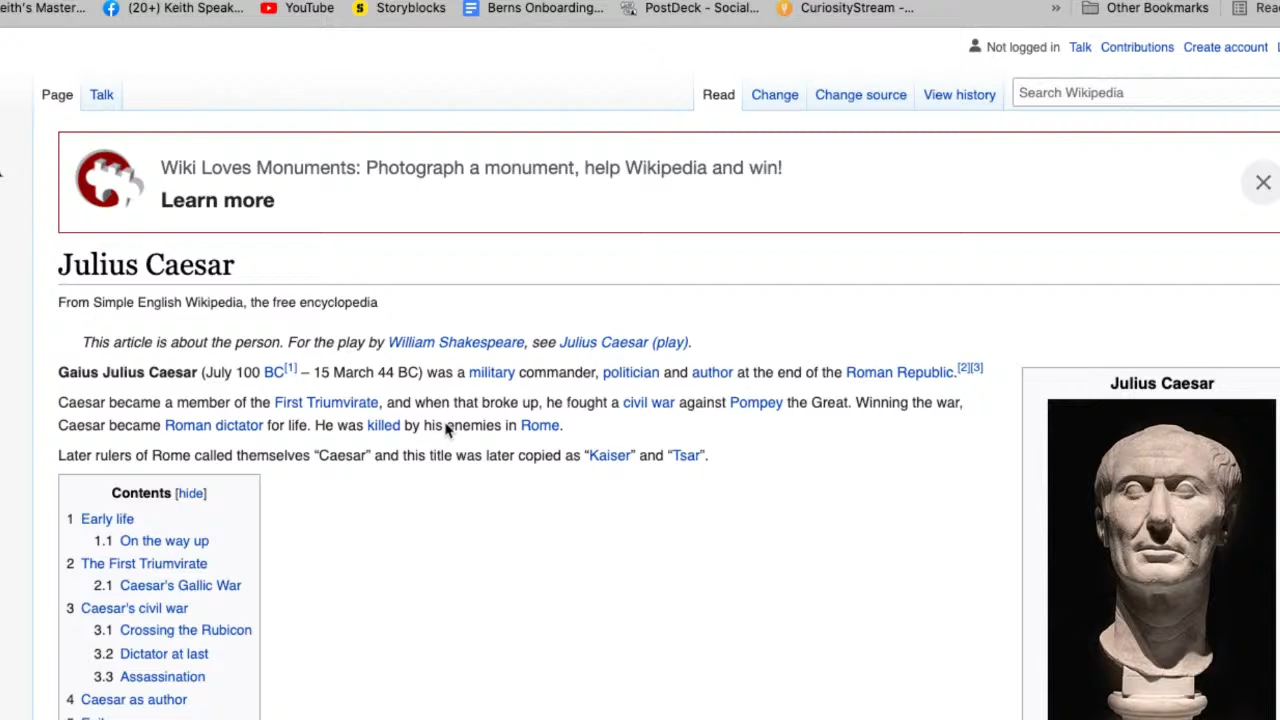 eith's Master... (20+) Keith Speak... YouTube Storyblocks Berns Onboarding... PostDeck - Social... CuriosityStream -... » Other Bookmarks Rea
Not logged in Talk Contributions Create account L
Page Talk Read Change Change source View history Search Wikipedia
Wiki Loves Monuments: Photograph a monument, help Wikipedia and win!
Learn more
Julius Caesar
From Simple English Wikipedia, the free encyclopedia
This article is about the person. For the play by William Shakespeare, see Julius Caesar (play).
Gaius Julius Caesar (July 100 BC[1] – 15 March 44 BC) was a military commander, politician and author at the end of the Roman Republic.[2][3]
Caesar became a member of the First Triumvirate, and when that broke up, he fought a civil war against Pompey the Great. Winning the war,
Caesar became Roman dictator for life. He was killed by his enemies in Rome.
Later rulers of Rome called themselves “Caesar” and this title was later copied as “Kaiser” and “Tsar”.
Julius Caesar
Contents [hide]
1 Early life
1.1 On the way up
2 The First Triumvirate
2.1 Caesar's Gallic War
3 Caesar's civil war
3.1 Crossing the Rubicon
3.2 Dictator at last
3.3 Assassination
4 Caesar as author